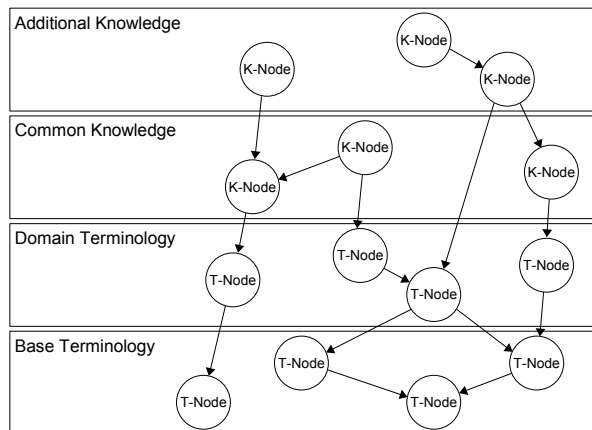 Additional Knowledge
K-Node
K-Node
K-Node
Common Knowledge
K-Node
K-Node
K-Node
Domain Terminology
T-Node
T-Node
T-Node
T-Node
Base Terminology
T-Node
T-Node
T-Node
T-Node